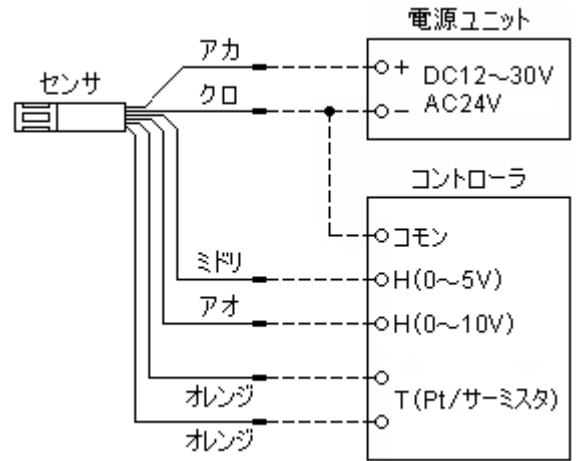 電源ユニット
アカ
+
DC12～30V
センサ
クロ
-
AC24V
コントローラ
コモン
ミドリ
H(0～5V)
アオ
H(0～10V)
オレンジ
T(Pt/サーミスタ)
オレンジ